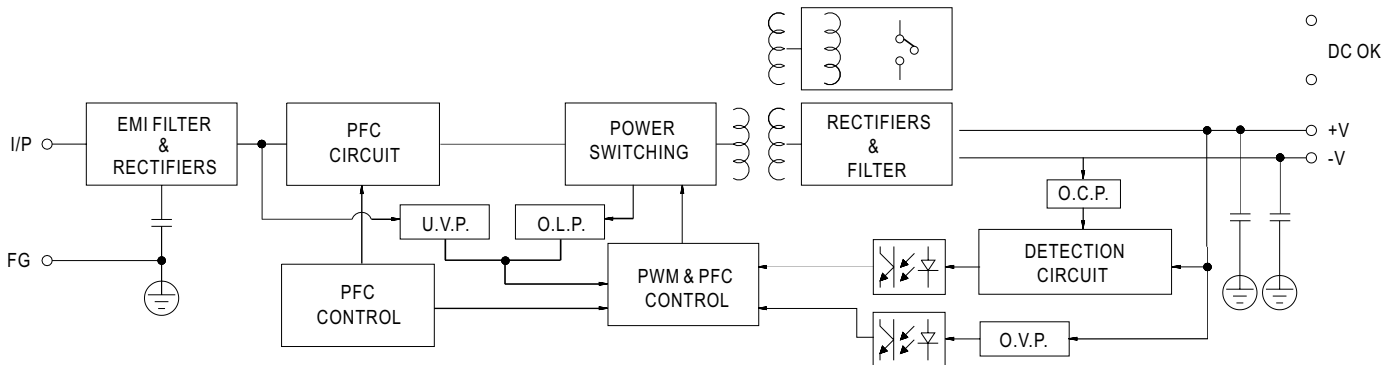 DC OK
I/P
EMI FILTER
&
RECTIFIERS
PFC
CIRCUIT
POWER
SWITCHING
RECTIFIERS
&
FILTER
+V
-V
O.C.P.
U.V.P.
O.L.P.
FG
DETECTION
CIRCUIT
PFC
CONTROL
PWM & PFC
CONTROL
O.V.P.